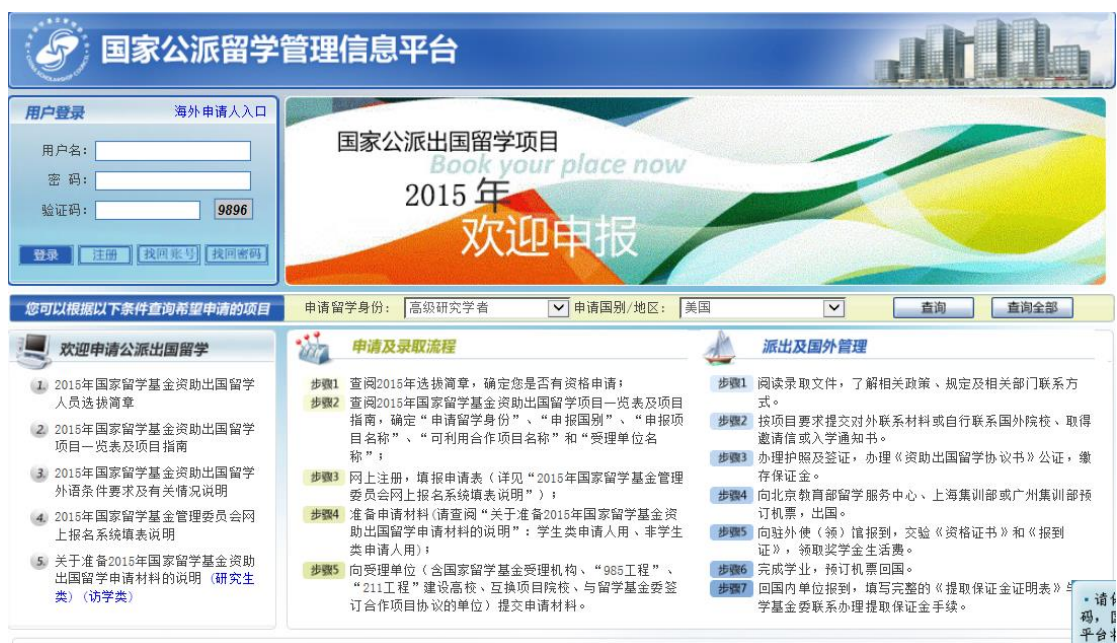 国家公派留学管理信息平台
用户登录 海外申请人入口
用户名：
密 码：
验证码： 9896
登录 注册 找回账号 找回密码
国家公派出国留学项目
Book your place now
2015 年
欢迎申报
您可以根据以下条件查询希望申请的项目 申请留学身份： 高级研究学者 申请国别/地区： 美国 查询 查询全部
欢迎申请公派出国留学
1. 2015年国家留学基金资助出国留学
人员选拔简章
2. 2015年国家留学基金资助出国留学
项目一览表及项目指南
3. 2015年国家留学基金资助出国留学
外语条件要求及有关情况说明
4. 2015年国家留学基金管理委员会网
上报名系统填表说明
5. 关于准备2015年国家留学基金资助
出国留学申请材料的说明（研究生
类）（访学类）
申请及录取流程
步骤1 查阅2015年选拔简章，确定您是否有资格申请；
步骤2 查阅2015年国家留学基金资助出国留学项目一览表及项目
指南，确定“申请留学身份”、“申报国别”、“申报项
目名称”、“可利用合作项目名称”和“受理单位名
称”；
步骤3 网上注册，填报申请表（详见“2015年国家留学基金管理
委员会网上报名系统填表说明”）；
步骤4 准备申请材料(请查阅“关于准备2015年国家留学基金资
助出国留学申请材料的说明”：学生类申请人用、非学生
类申请人用)；
步骤5 向受理单位（含国家留学基金受理机构、“985工程”、
“211工程”建设高校、互换项目院校、与留学基金委签
订合作项目协议的单位）提交申请材料。
派出及国外管理
步骤1 阅读录取文件，了解相关政策、规定及相关部门联系方
式。
步骤2 按项目要求提交对外联系材料或自行联系国外院校、取得
邀请信或入学通知书。
步骤3 办理护照及签证，办理《资助出国留学协议书》公证，缴
存保证金。
步骤4 向北京教育部留学服务中心、上海集训部或广州集训部预
订机票，出国。
步骤5 向驻外使（领）馆报到，交验《资格证书》和《报到
证》，领取奖学金生活费。
步骤6 完成学业，预订机票回国。
步骤7 回国内单位报到，填写完整的《提取保证金证明表》
学基金委联系办理提取保证金手续。
·请
码，
平台